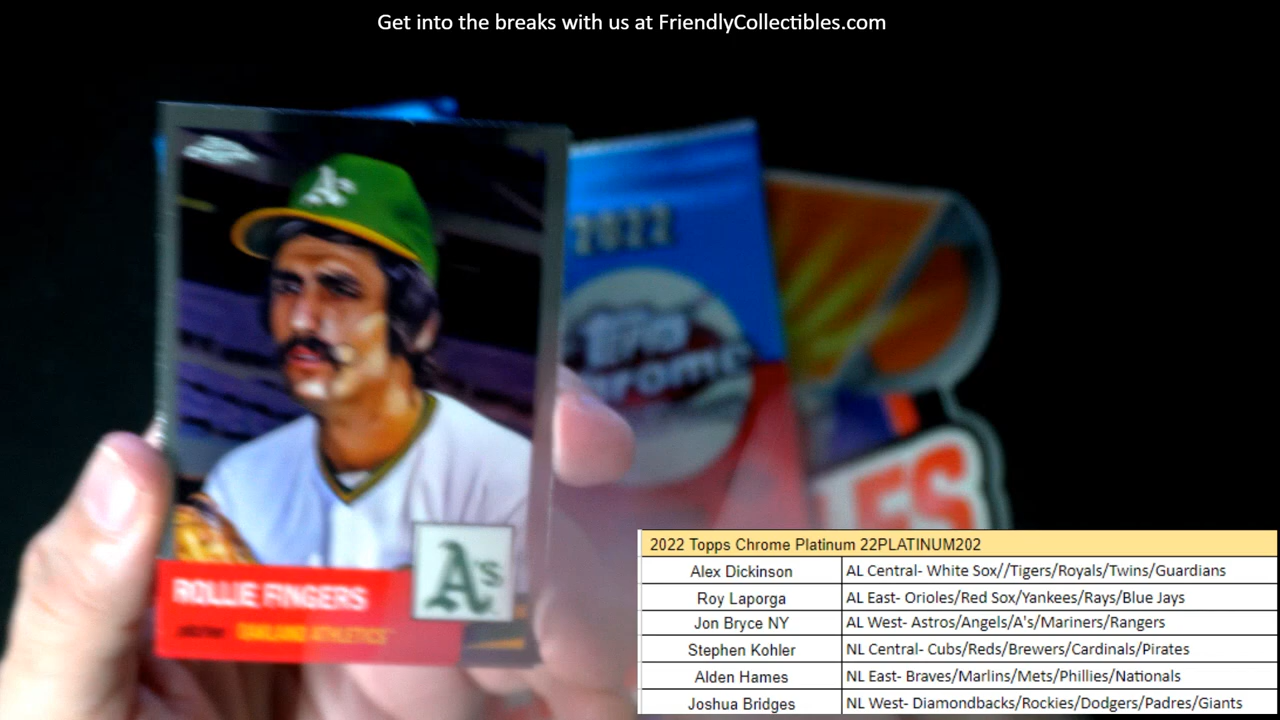 Get into the breaks with us at FriendlyCollectibles.com
A's
2022
Topps
Chrome
ROLLIE FINGERS
A's
pitcher OAKLAND ATHLETICS
LES
2022 Topps Chrome Platinum 22PLATINUM202
Alex Dickinson AL Central- White Sox//Tigers/Royals/Twins/Guardians
Roy Laporga AL East- Orioles/Red Sox/Yankees/Rays/Blue Jays
Jon Bryce NY AL West- Astros/Angels/A's/Mariners/Rangers
Stephen Kohler NL Central- Cubs/Reds/Brewers/Cardinals/Pirates
Alden Hames NL East- Braves/Marlins/Mets/Phillies/Nationals
Joshua Bridges NL West- Diamondbacks/Rockies/Dodgers/Padres/Giants